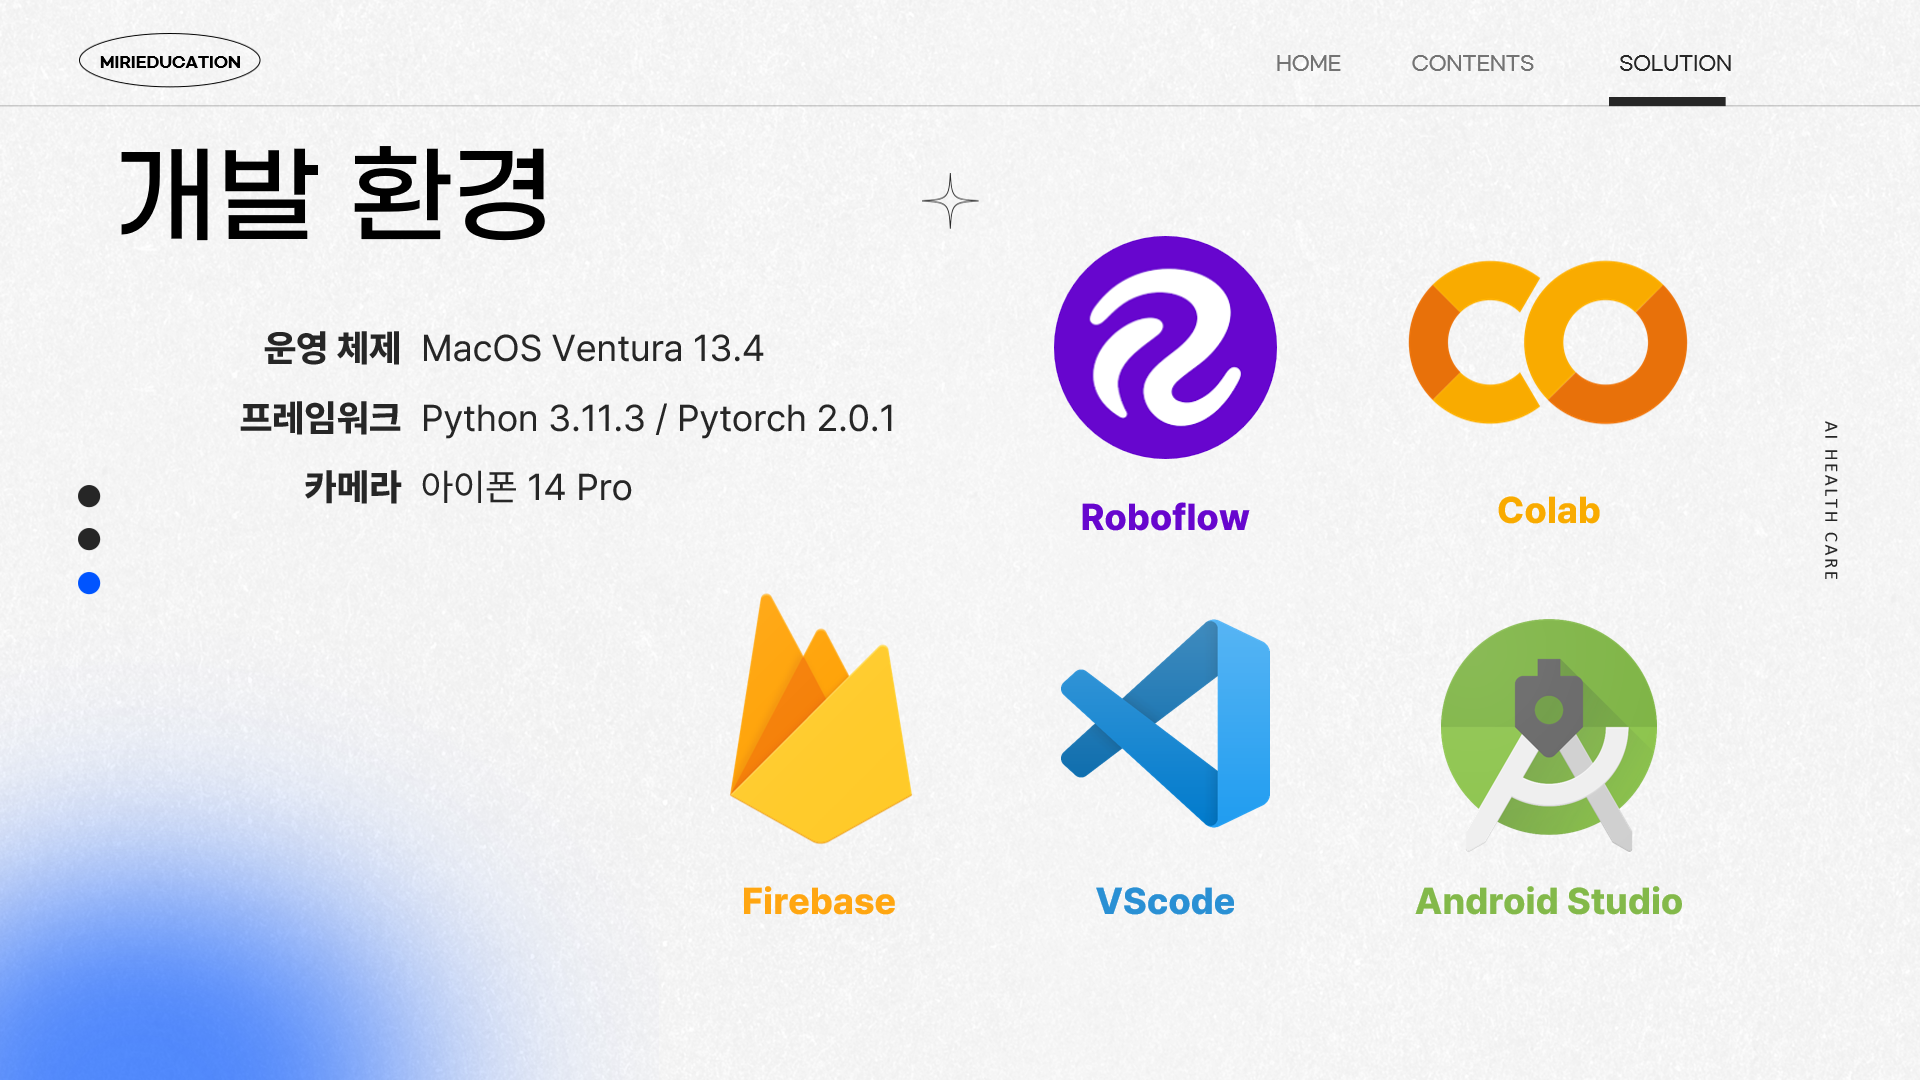 MIRIEDUCATION
HOME
CONTENTS
SOLUTION
개발 환경
운영 체제 MacOS Ventura 13.4
프레임워크 Python 3.11.3 / Pytorch 2.0.1
카메라 아이폰 14 Pro
Roboflow
Colab
AI HEALTH CARE
Firebase
VScode
Android Studio